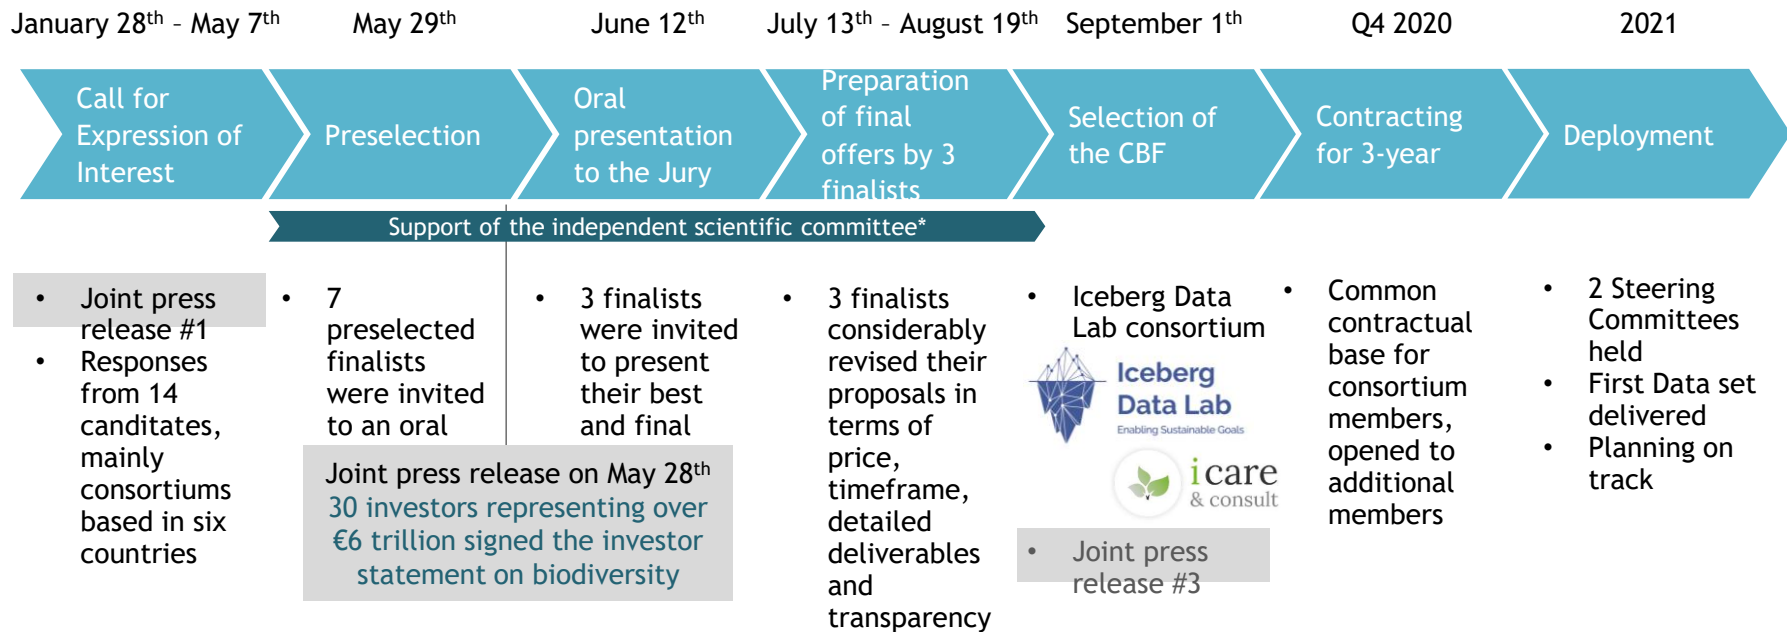 January 28th – May 7th
May 29th
June 12th
July 13th – August 19th
September 1th
Q4 2020
2021
Call for
Expression of
Interest
Preselection
Oral
presentation
to the Jury
Preparation
of final
offers by 3
finalists
Selection of
the CBF
Contracting
for 3-year
Deployment
Support of the independent scientific committee*
• Joint press
release #1
• Responses
from 14
canditates,
mainly
consortiums
based in six
countries
• 7
preselected
finalists
were invited
to an oral
• 3 finalists
were invited
to present
their best
and final
Joint press release on May 28th
30 investors representing over
€6 trillion signed the investor
statement on biodiversity
• 3 finalists
considerably
revised their
proposals in
terms of
price,
timeframe,
detailed
deliverables
and
transparency
• Iceberg Data
Lab consortium
Iceberg
Data Lab
Enabling Sustainable Goals
i care
& consult
• Joint press
release #3
• Common
contractual
base for
consortium
members,
opened to
additional
members
• 2 Steering
Committees
held
• First Data set
delivered
• Planning on
track